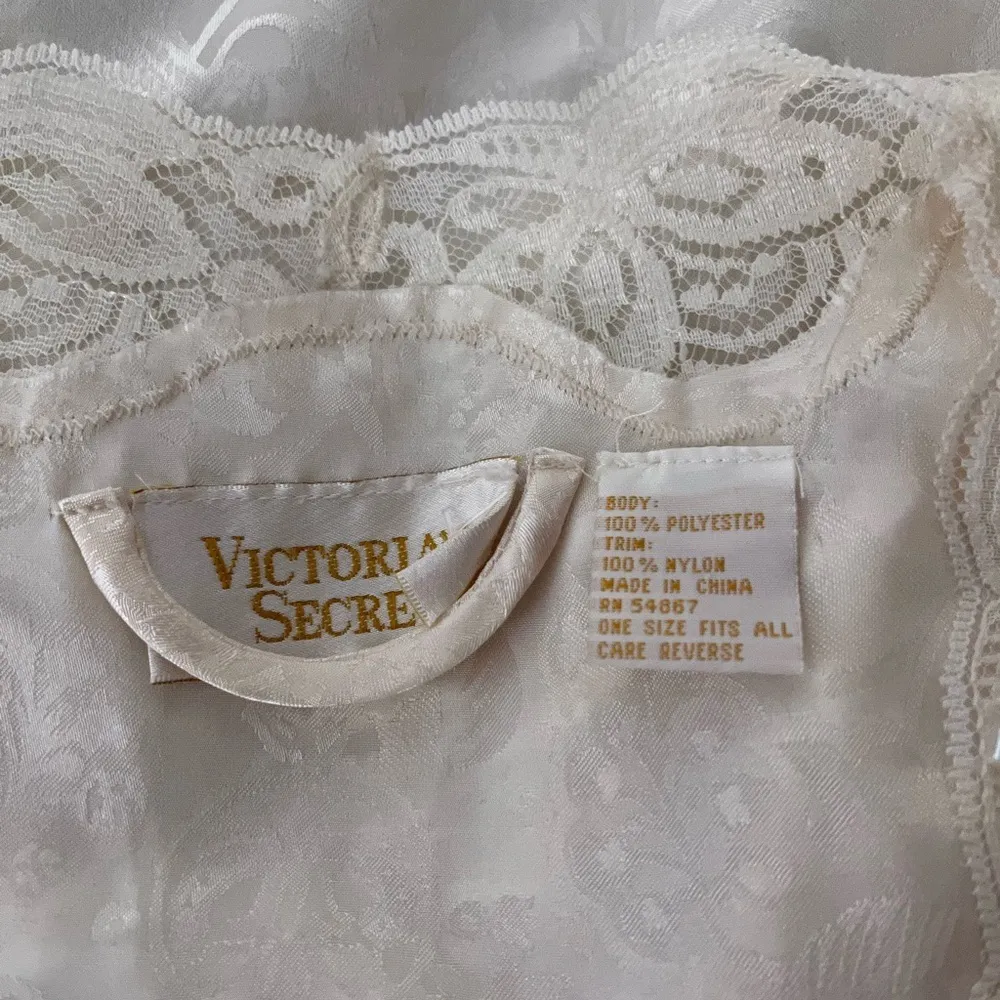 VICTORIA'
SECRE
BODY:
100% POLYESTER
TRIM:
100% NYLON
MADE IN CHINA
RN 54867
ONE SIZE FITS ALL
CARE REVERSE